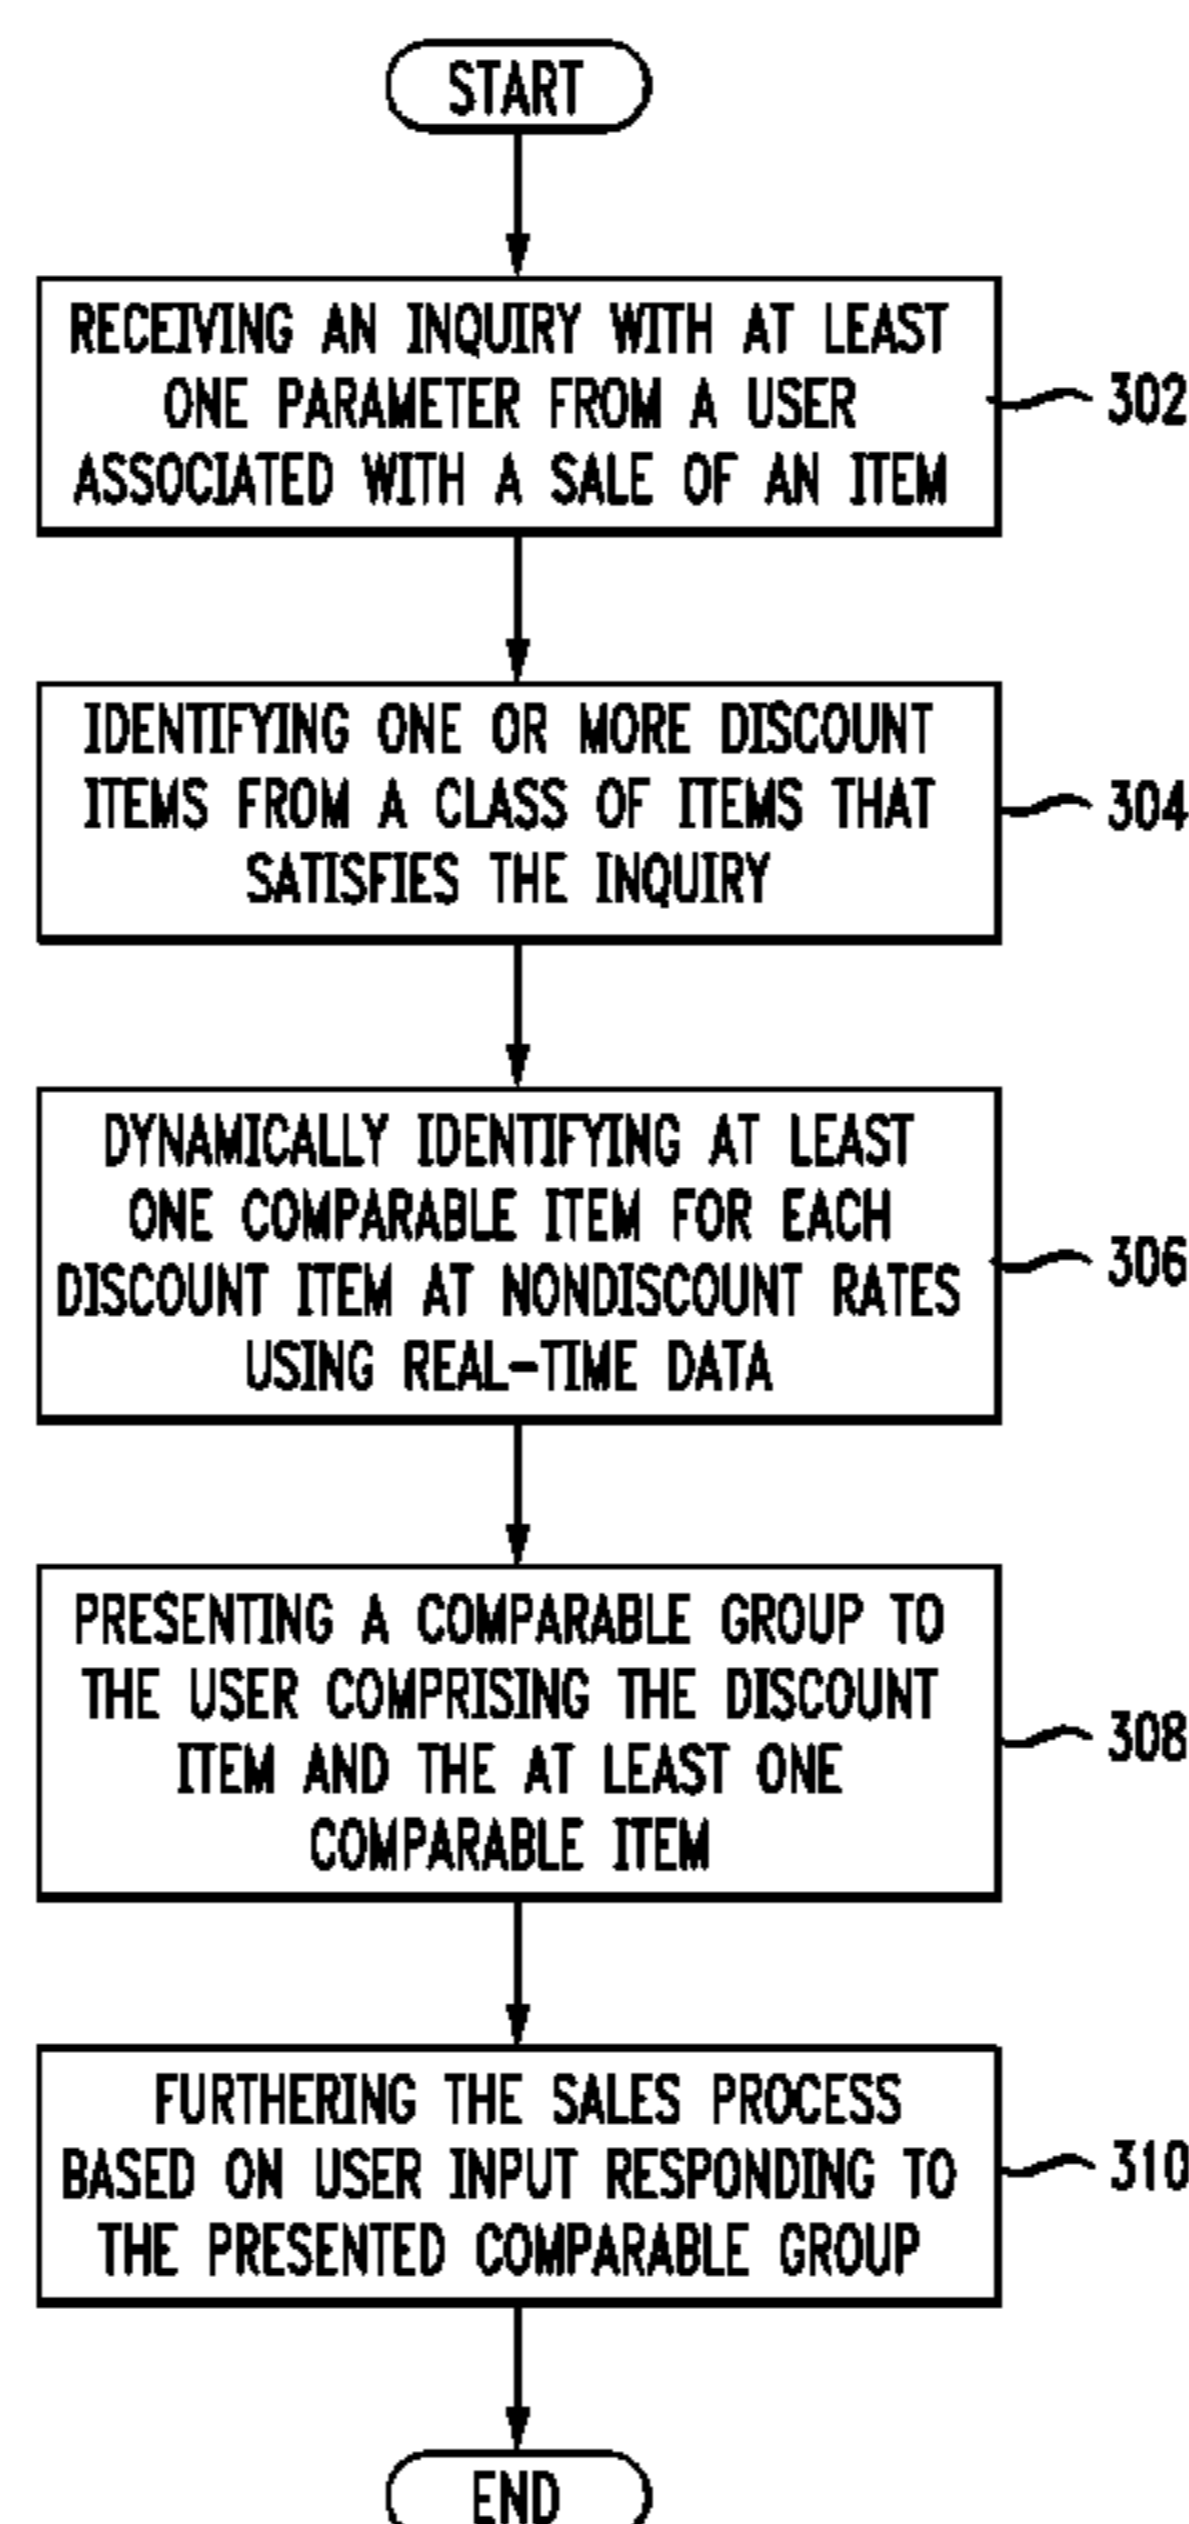 START
RECEIVING AN INQUIRY WITH AT LEAST
ONE PARAMETER FROM A USER
ASSOCIATED WITH A SALE OF AN ITEM
302
IDENTIFYING ONE OR MORE DISCOUNT
ITEMS FROM A CLASS OF ITEMS THAT
SATISFIES THE INQUIRY
304
DYNAMICALLY IDENTIFYING AT LEAST
ONE COMPARABLE ITEM FOR EACH
DISCOUNT ITEM AT NONDISCOUNT RATES
USING REAL-TIME DATA
306
PRESENTING A COMPARABLE GROUP TO
THE USER COMPRISING THE DISCOUNT
ITEM AND THE AT LEAST ONE
COMPARABLE ITEM
308
FURTHERING THE SALES PROCESS
BASED ON USER INPUT RESPONDING TO
THE PRESENTED COMPARABLE GROUP
310
END